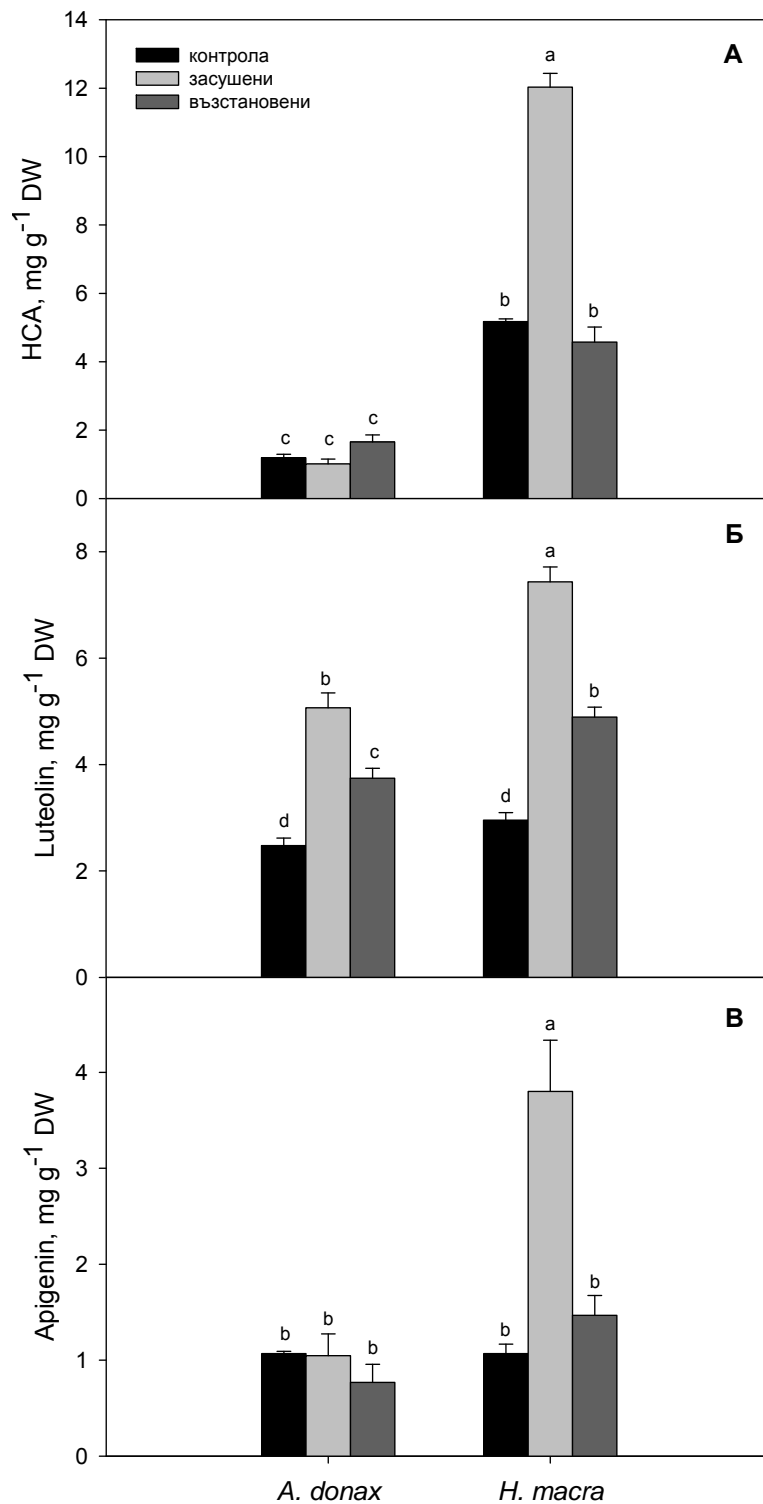 14
12
10
8
6
4
2
0
HCA, mg g⁻¹ DW
контрола
засушени
възстановени
А
c
c
c
b
a
b
8
6
4
2
0
Luteolin, mg g⁻¹ DW
Б
d
b
c
d
a
b
4
3
2
1
0
Apigenin, mg g⁻¹ DW
В
b
b
b
b
a
b
A. donax
H. macra